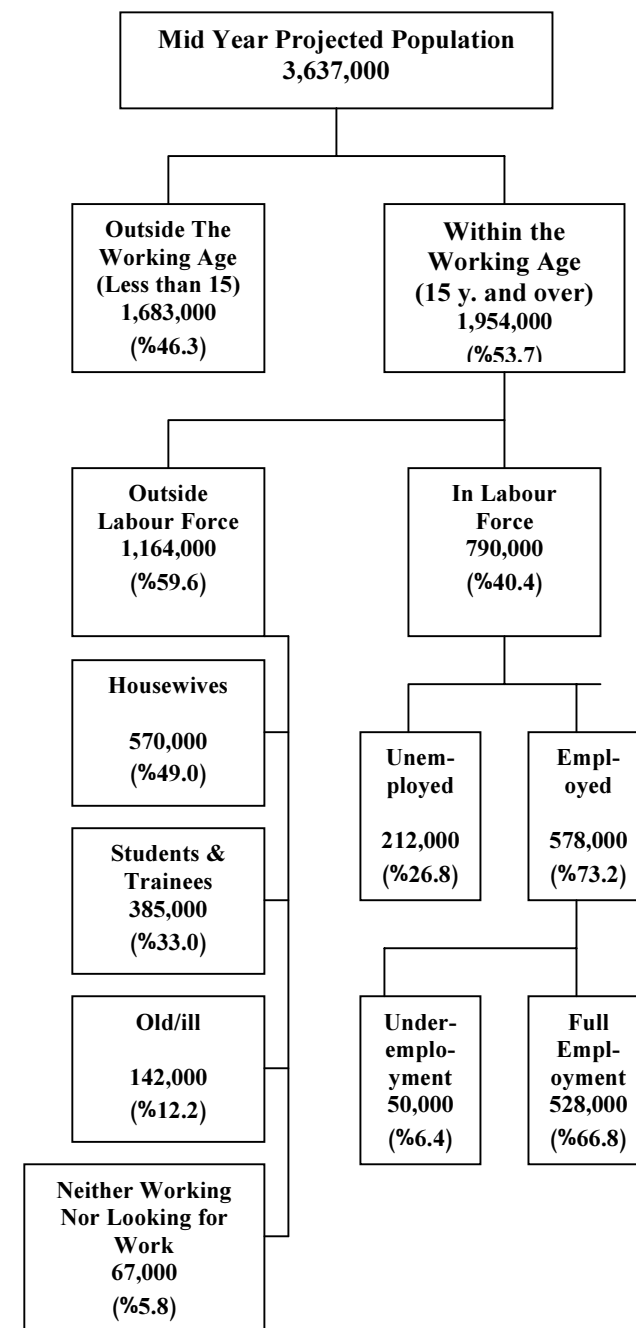 Mid Year Projected Population
3,637,000
Outside The
Working Age
(Less than 15)
1,683,000
(%46.3)
Within the
Working Age
(15 y. and over)
1,954,000
(%53.7)
Outside
Labour Force
1,164,000
(%59.6)
In Labour
Force
790,000
(%40.4)
Housewives
570,000
(%49.0)
Students &
Trainees
385,000
(%33.0)
Old/ill
142,000
(%12.2)
Neither Working
Nor Looking for
Work
67,000
(%5.8)
Unem-
ployed
212,000
(%26.8)
Empl-
oyed
578,000
(%73.2)
Under-
emplo-
yment
50,000
(%6.4)
Full
Empl-
oyment
528,000
(%66.8)